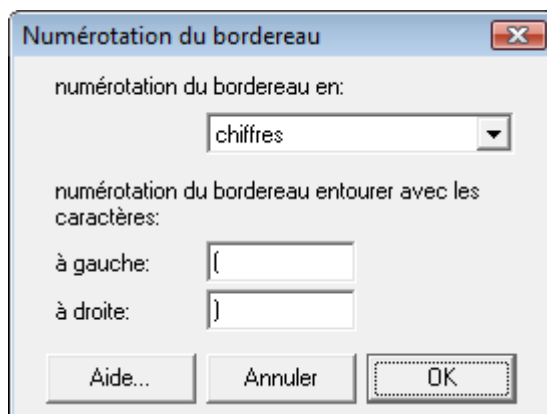 Numérotation du bordereau
numérotation du bordereau en:
chiffres
numérotation du bordereau entourer avec les
caractères:
à gauche: (
à droite: )
Aide... Annuler OK